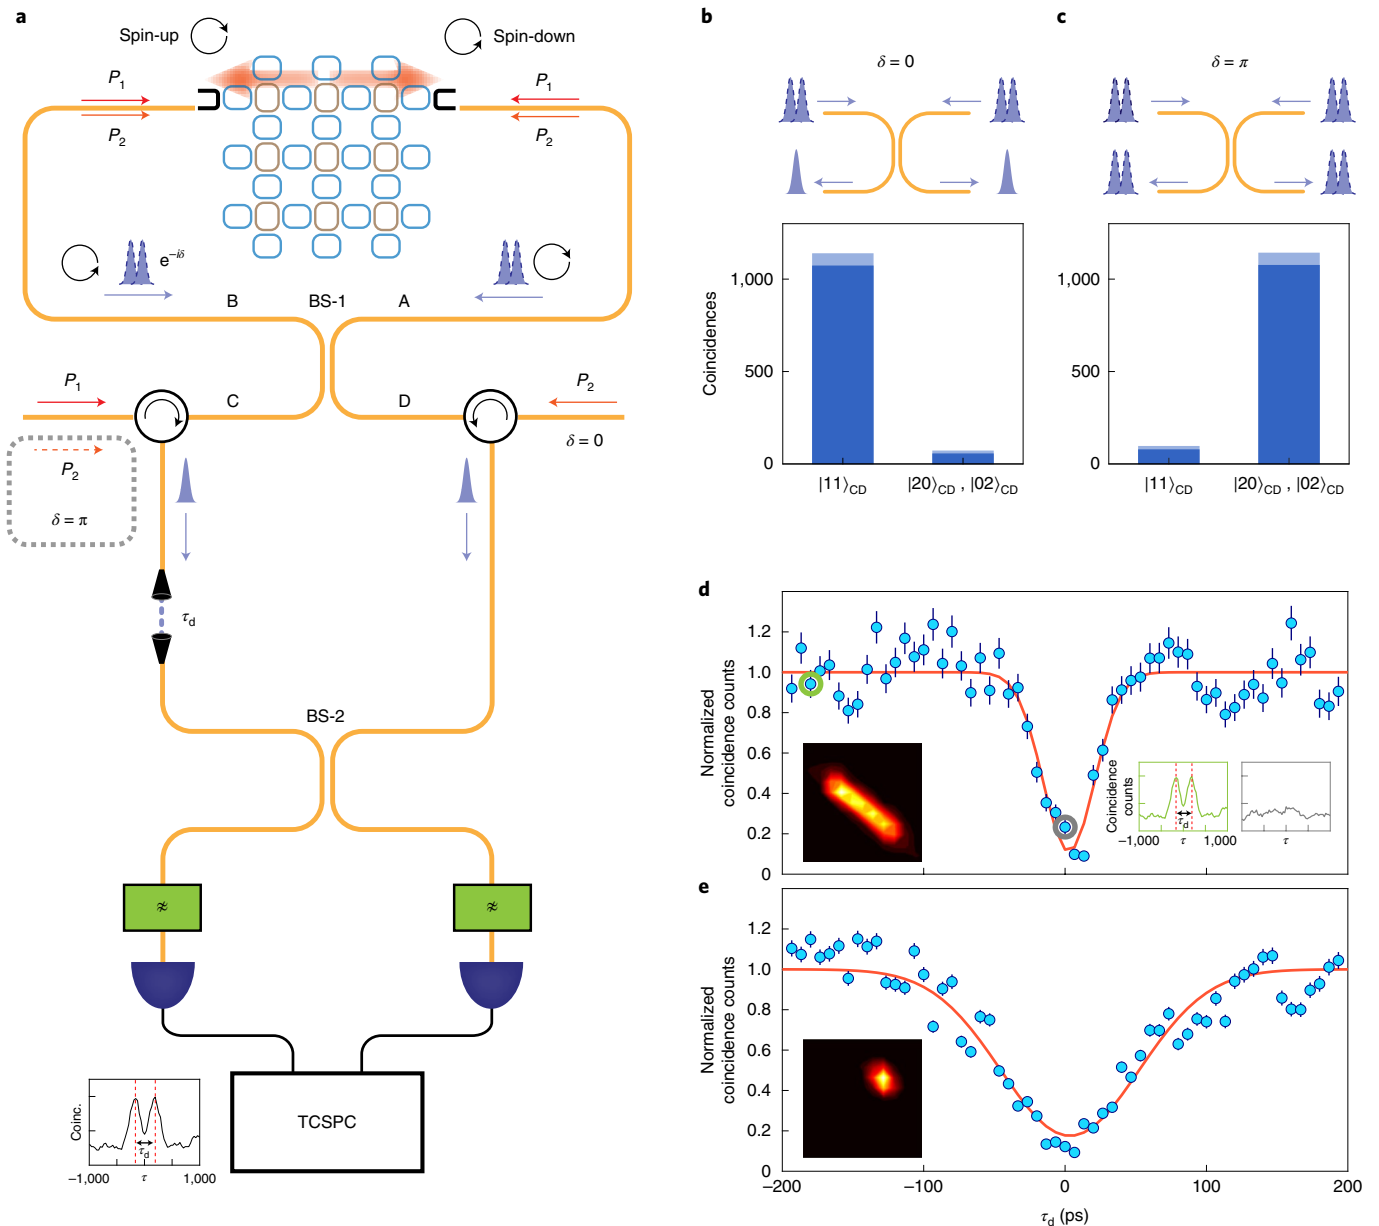 a
Spin-up
Spin-down
P1
P2
P1
P2
e^{−iδ}
B
BS-1
A
P1
C
D
P2
δ = 0
P2
δ = π
τd
BS-2
≉
≉
TCSPC
Coinc.
τd
−1,000
τ
1,000
b
δ = 0
Coincidences
1,000
500
0
|11⟩CD
|20⟩CD , |02⟩CD
c
δ = π
1,000
500
0
|11⟩CD
|20⟩CD , |02⟩CD
d
Normalized
coincidence counts
1.2
1.0
0.8
0.6
0.4
0.2
0
Coincidence
counts
τd
−1,000
τ
1,000
τ
e
Normalized
coincidence counts
1.2
1.0
0.8
0.6
0.4
0.2
0
−200
−100
0
100
200
τd (ps)